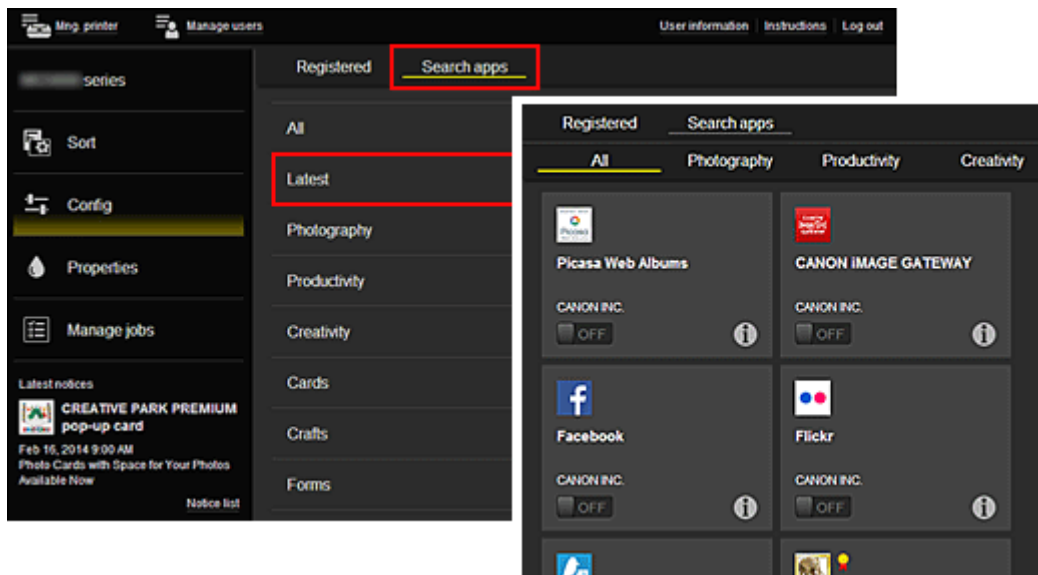 Mng. printer
Manage users
User information
Instructions
Log out
series
Sort
Config
Properties
Manage jobs
Latest notices
CREATIVE PARK PREMIUM
pop-up card
Feb 16, 2014 9:00 AM
Photo Cards with Space for Your Photos
Available Now
Notice list
Registered
Search apps
All
Latest
Photography
Productivity
Creativity
Cards
Crafts
Forms
Registered
Search apps
All
Photography
Productivity
Creativity
Picasa
Picasa Web Albums
CANON INC.
OFF
CANON iMAGE GATEWAY
CANON INC.
OFF
Facebook
CANON INC.
OFF
Flickr
CANON INC.
OFF